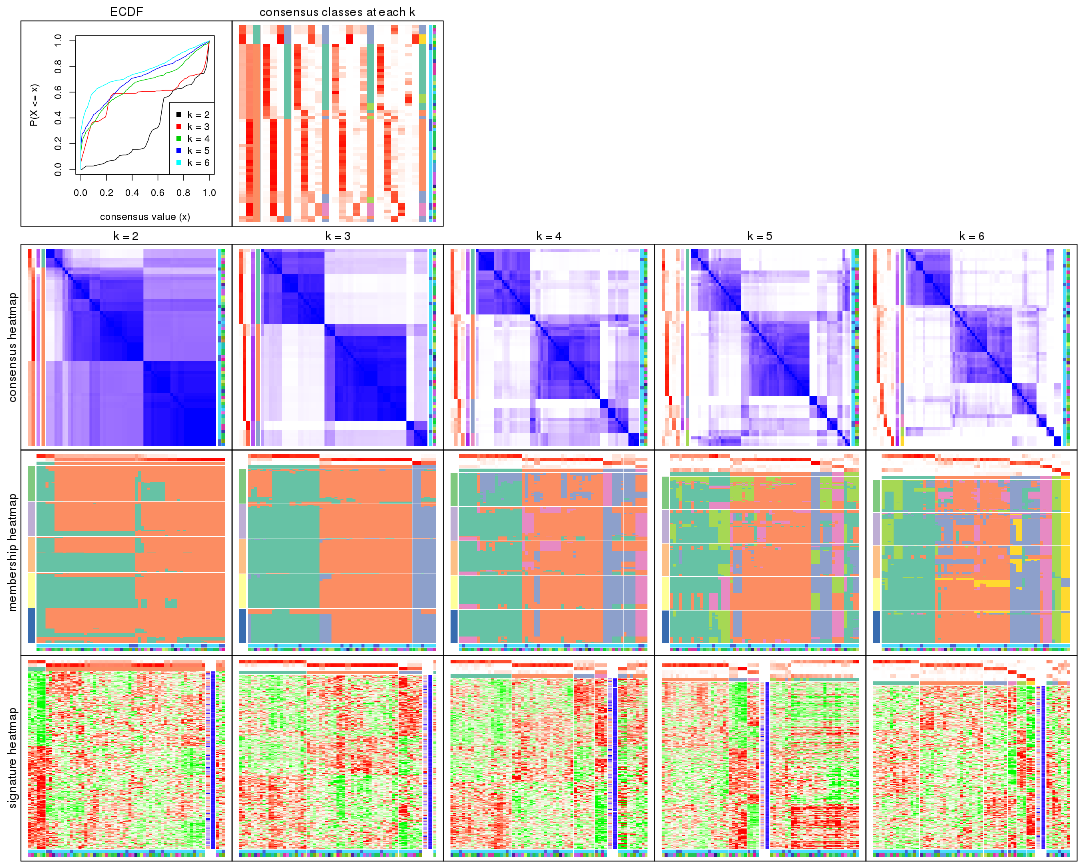 ECDF
consensus classes at each k
P(X <= x)
0.0 0.2 0.4 0.6 0.8 1.0
k = 2
k = 3
k = 4
k = 5
k = 6
0.0 0.2 0.4 0.6 0.8 1.0
consensus value (x)
k = 2
k = 3
k = 4
k = 5
k = 6
consensus heatmap
membership heatmap
signature heatmap